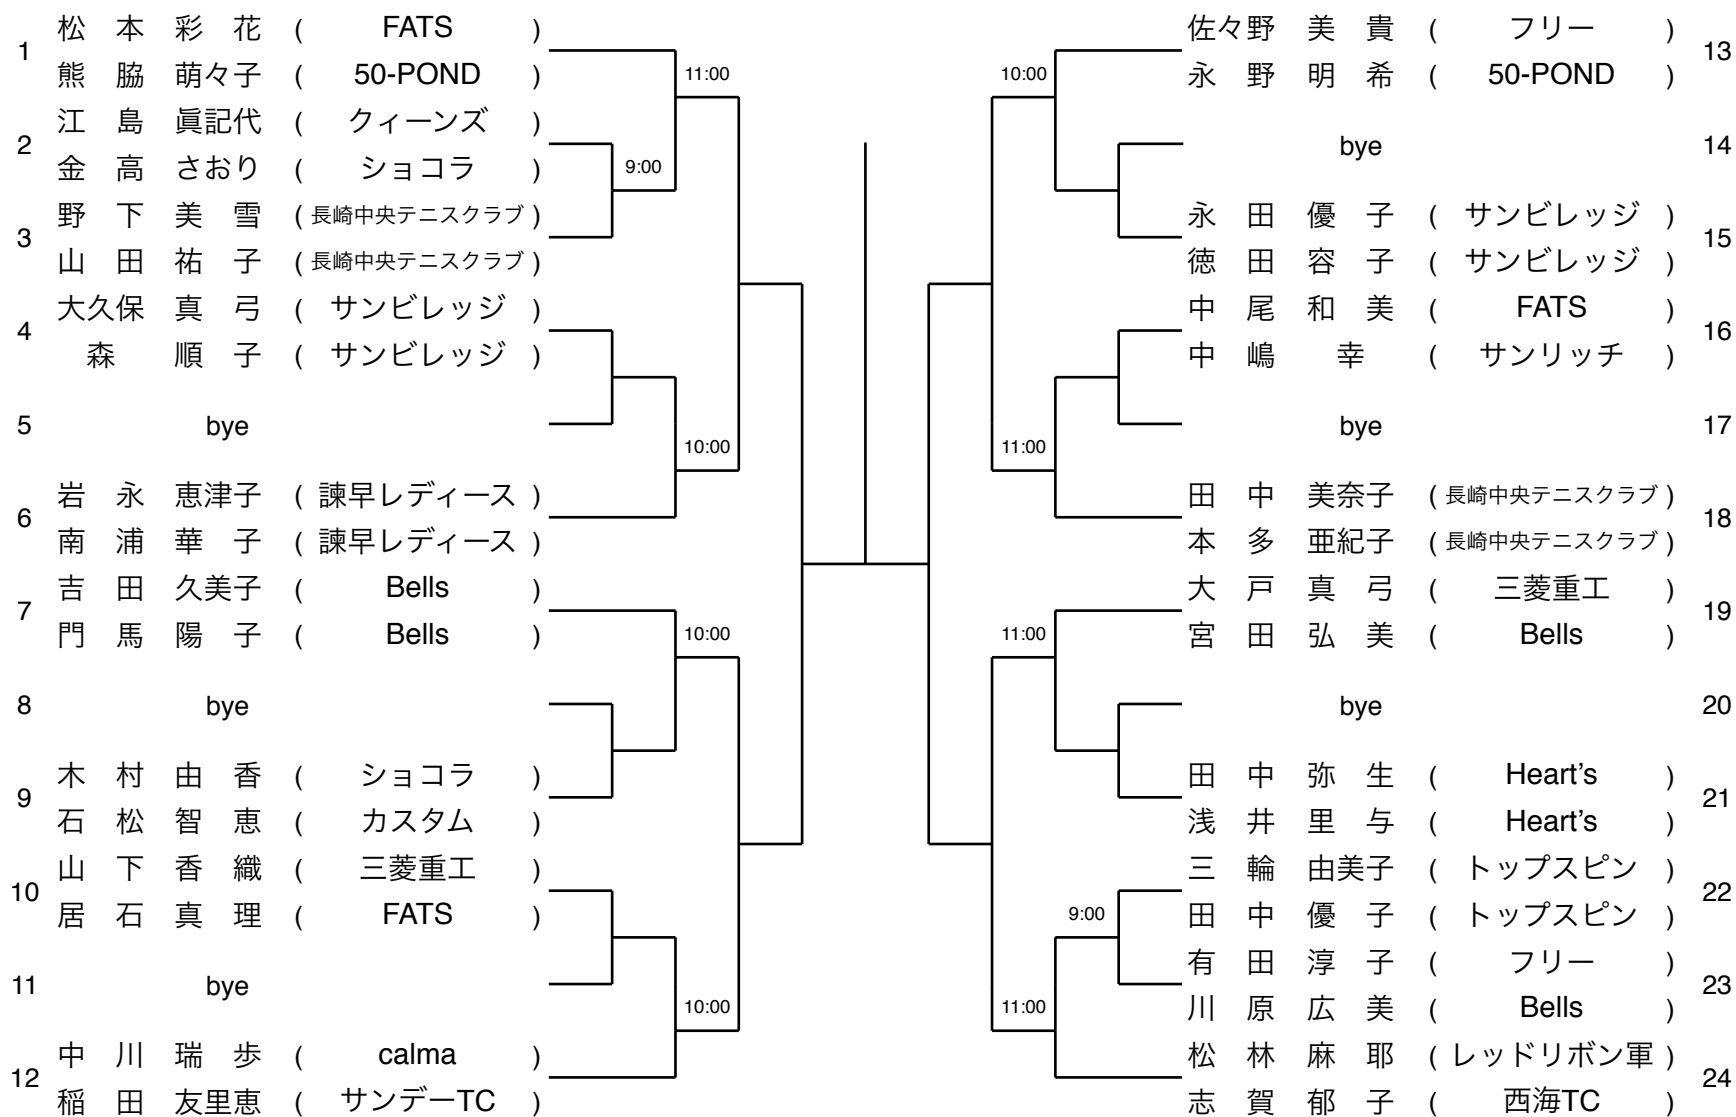 1
松本彩花 ( FATS )
熊脇萌々子 ( 50-POND )
2
江島眞記代 ( クィーンズ )
金高さおり ( ショコラ )
3
野下美雪 ( 長崎中央テニスクラブ )
山田祐子 ( 長崎中央テニスクラブ )
4
大久保真弓 ( サンビレッジ )
森順子 ( サンビレッジ )
5
bye
6
岩永恵津子 ( 諫早レディース )
南浦華子 ( 諫早レディース )
7
吉田久美子 ( Bells )
門馬陽子 ( Bells )
8
bye
9
木村由香 ( ショコラ )
石松智恵 ( カスタム )
10
山下香織 ( 三菱重工 )
居石真理 ( FATS )
11
bye
12
中川瑞歩 ( calma )
稲田友里恵 ( サンデーTC )
11:00
9:00
10:00
10:00
10:00
10:00
11:00
11:00
9:00
11:00
佐々野美貴 ( フリー )
永野明希 ( 50-POND )
13
bye
14
永田優子 ( サンビレッジ )
徳田容子 ( サンビレッジ )
15
中尾和美 ( FATS )
中嶋幸 ( サンリッチ )
16
bye
17
田中美奈子 ( 長崎中央テニスクラブ )
本多亜紀子 ( 長崎中央テニスクラブ )
18
大戸真弓 ( 三菱重工 )
宮田弘美 ( Bells )
19
bye
20
田中弥生 ( Heart's )
浅井里与 ( Heart's )
21
三輪由美子 ( トップスピン )
田中優子 ( トップスピン )
22
有田淳子 ( フリー )
川原広美 ( Bells )
23
松林麻耶 ( レッドリボン軍 )
志賀郁子 ( 西海TC )
24